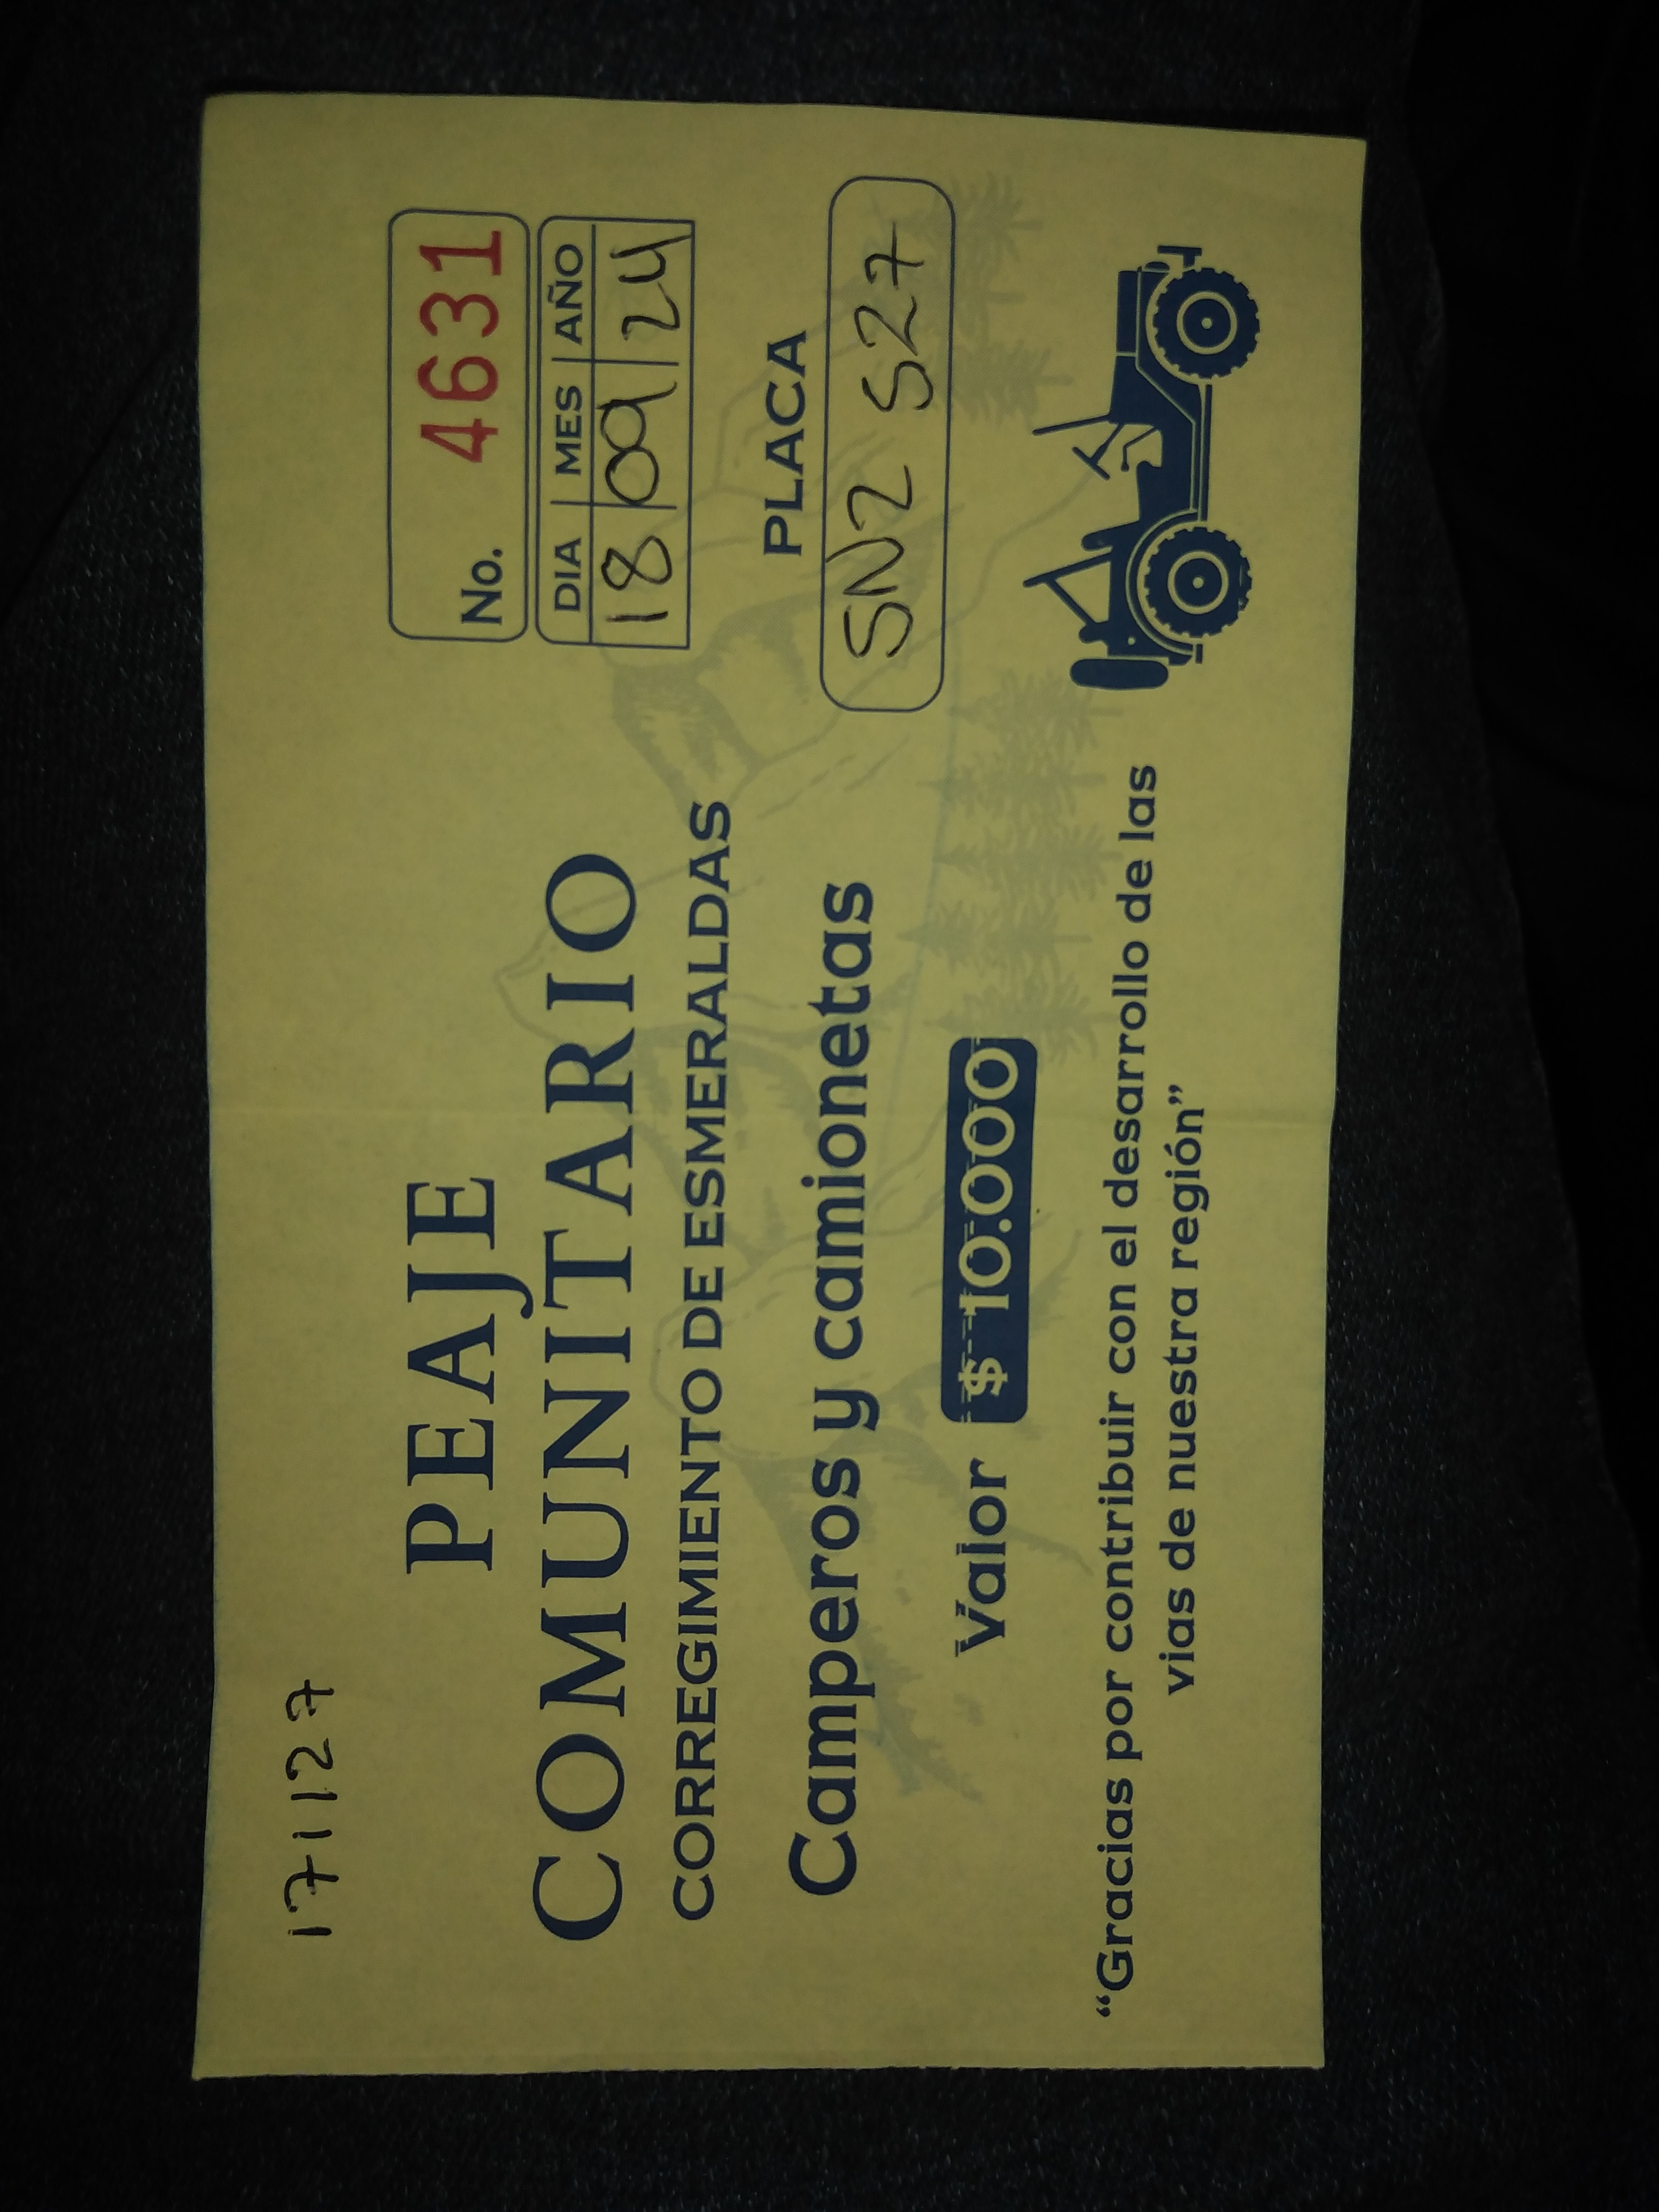 171127
PEAJE
COMUNITARIO
CORREGIMIENTO DE ESMERALDAS
Camperos y camionetas
Valor $ 10.000
"Gracias por contribuir con el desarrollo de las
vias de nuestra región"
No. 4631
DIA MES AÑO
18 09 24
PLACA
SNZ 527